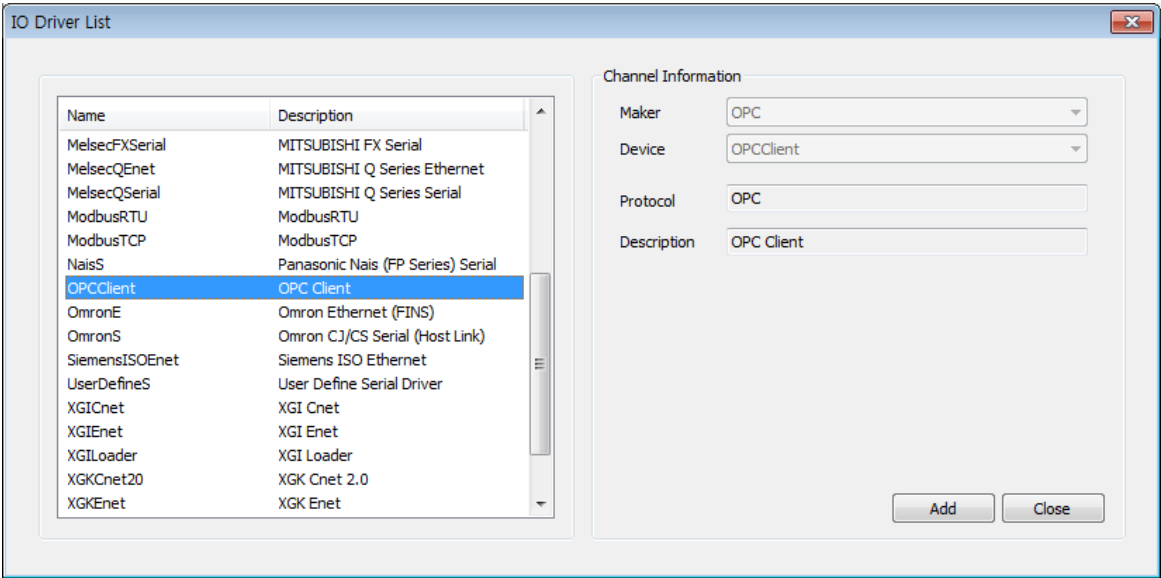 IO Driver List
Name Description
MelsecFXSerial MITSUBISHI FX Serial
MelsecQEnet MITSUBISHI Q Series Ethernet
MelsecQSerial MITSUBISHI Q Series Serial
ModbusRTU ModbusRTU
ModbusTCP ModbusTCP
NaisS Panasonic Nais (FP Series) Serial
OPCClient OPC Client
OmronE Omron Ethernet (FINS)
OmronS Omron CJ/CS Serial (Host Link)
SiemensISOEnet Siemens ISO Ethernet
UserDefineS User Define Serial Driver
XGICnet XGI Cnet
XGIEnet XGI Enet
XGILoader XGI Loader
XGKCnet20 XGK Cnet 2.0
XGKEnet XGK Enet
Channel Information
Maker OPC
Device OPCClient
Protocol OPC
Description OPC Client
Add Close